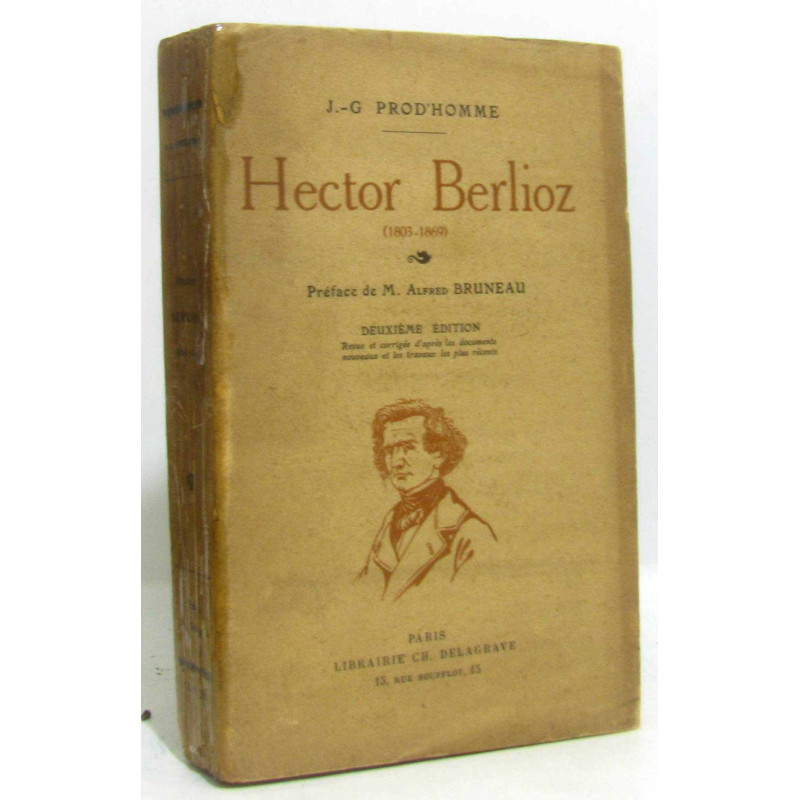 J.-G PROD'HOMME
Hector Berlioz
(1803-1869)
Préface de M. ALFRED BRUNEAU
DEUXIÈME ÉDITION
Revue et corrigée d'après les documents
nouveaux et les travaux les plus récents
PARIS
LIBRAIRIE CH. DELAGRAVE
15, RUE SOUFFLOT, 15